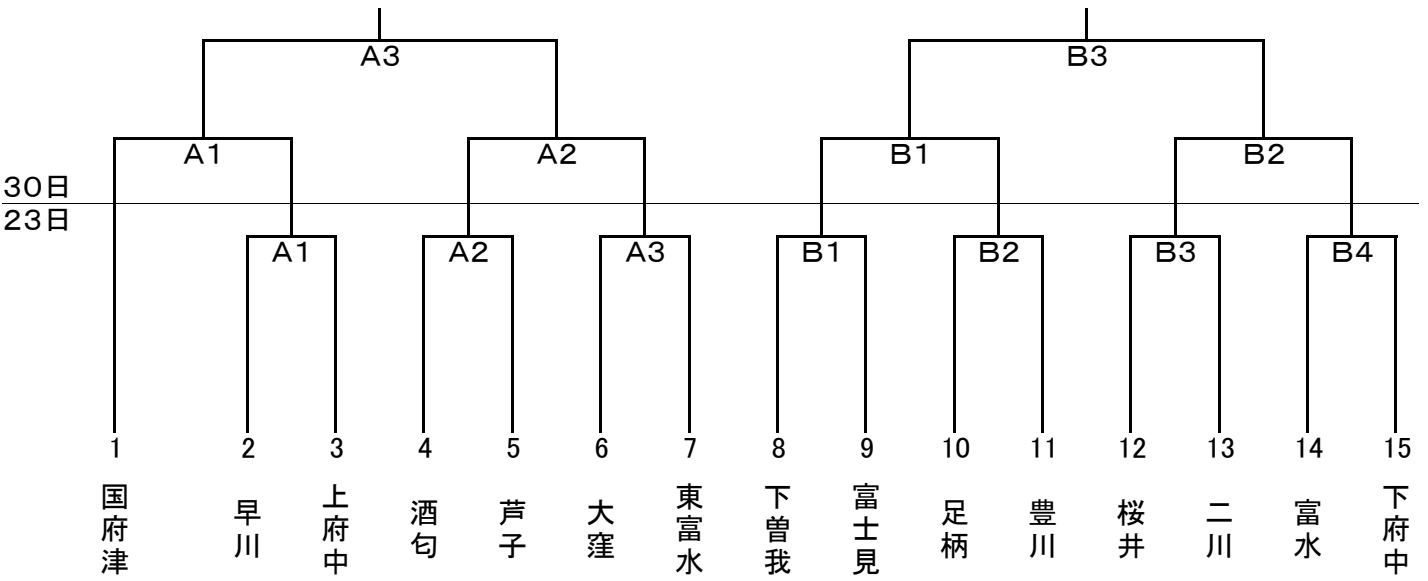 A3 B3
A1 A2 B1 B2
30日
23日
A1 A2 A3 B1 B2 B3 B4
1 2 3 4 5 6 7 8 9 10 11 12 13 14 15
国府津
早川
上府中
酒匂
芦子
大窪
東富水
下曽我
富士見
足柄
豊川
桜井
二川
富水
下府中